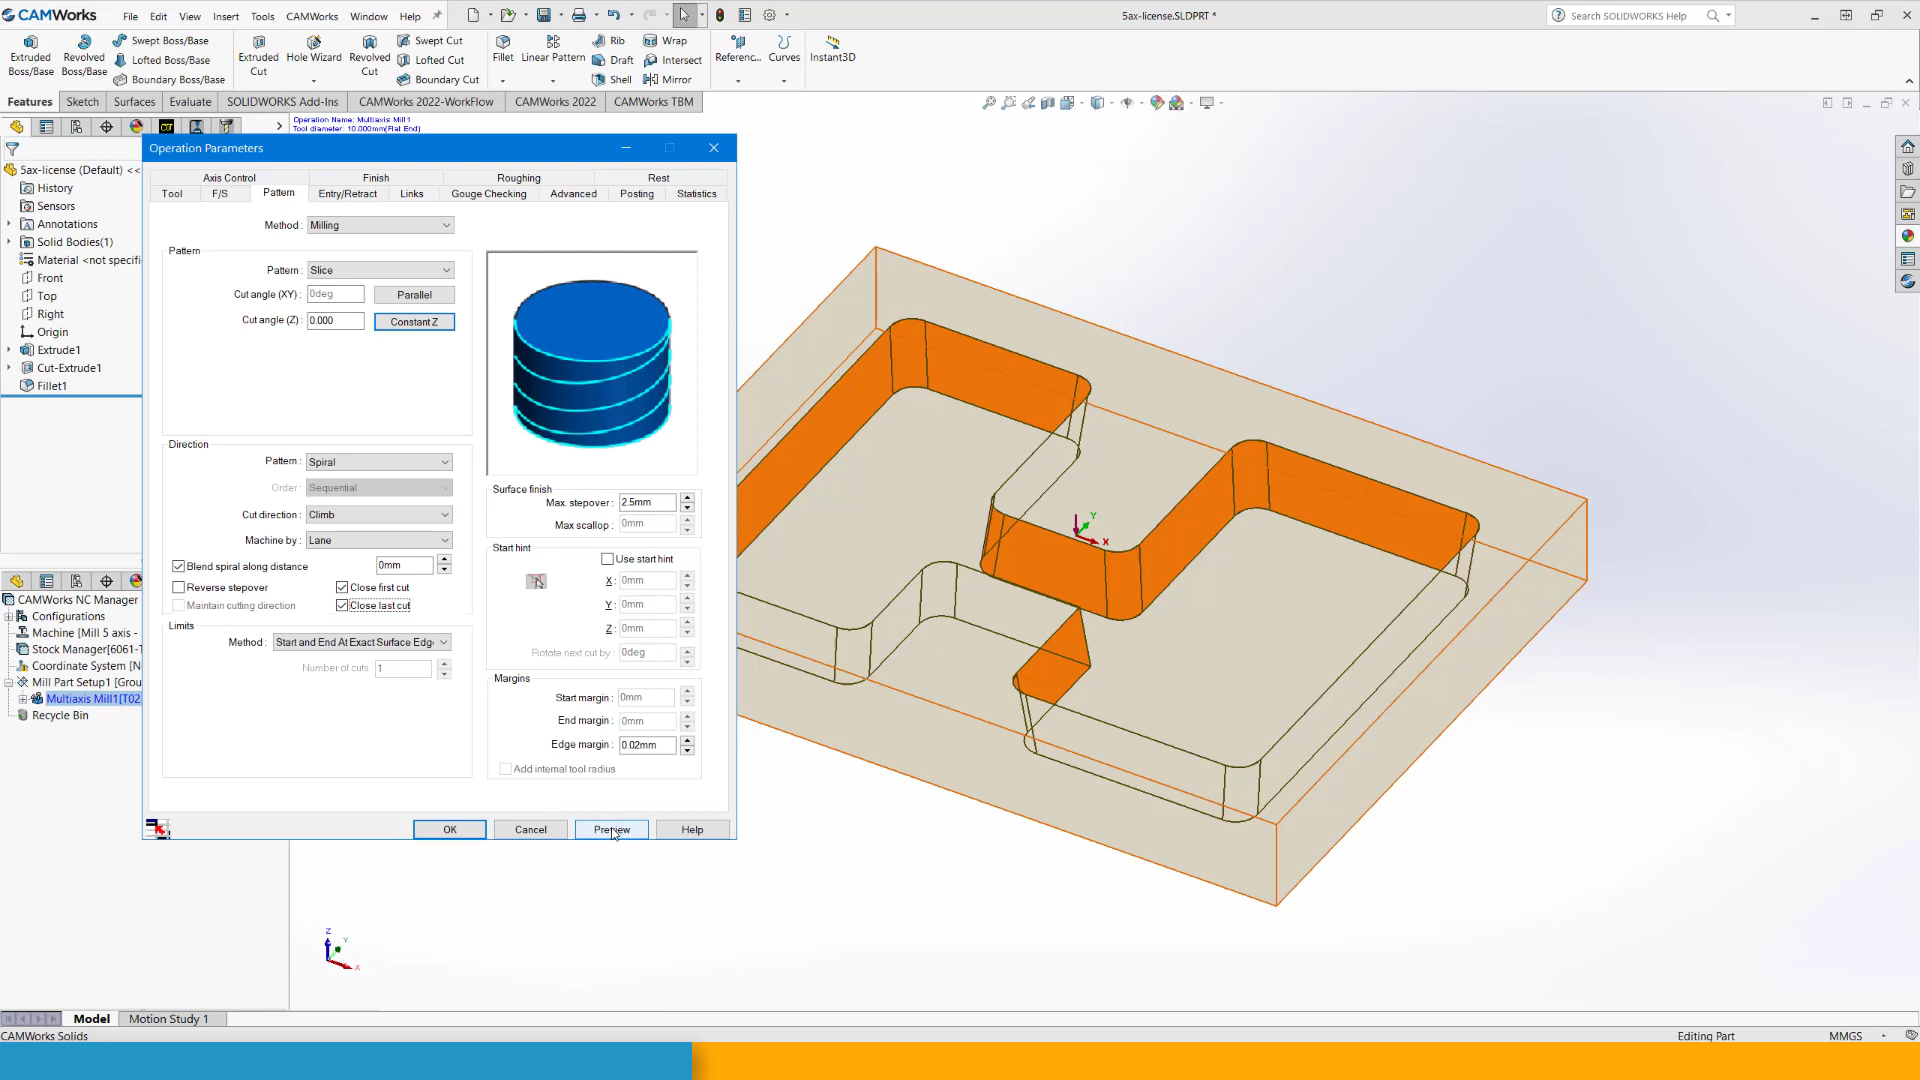 CAMWorks File Edit View Insert Tools CAMWorks Window Help 5ax-license.SLDPRT * Search SOLIDWORKS Help
Extruded Boss/Base
Revolved Boss/Base
Swept Boss/Base
Lofted Boss/Base
Boundary Boss/Base
Extruded Cut
Hole Wizard
Revolved Cut
Swept Cut
Lofted Cut
Boundary Cut
Fillet
Linear Pattern
Rib
Draft
Shell
Wrap
Intersect
Mirror
Referenc...
Curves
Instant3D
Features Sketch Surfaces Evaluate SOLIDWORKS Add-Ins CAMWorks 2022-WorkFlow CAMWorks 2022 CAMWorks TBM
Operation Name: Multiaxis Mill1
Tool diameter: 10.000mm(Flat End)
5ax-license (Default) <<
History
Sensors
Annotations
Solid Bodies(1)
Material <not specifi
Front
Top
Right
Origin
Extrude1
Cut-Extrude1
Fillet1
CAMWorks NC Manager
Configurations
Machine [Mill 5 axis -
Stock Manager[6061-T
Coordinate System [N
Mill Part Setup1 [Grou
Multiaxis Mill1[T02
Recycle Bin
Operation Parameters
Axis Control Finish Roughing Rest
Tool F/S Pattern Entry/Retract Links Gouge Checking Advanced Posting Statistics
Method : Milling
Pattern
Pattern : Slice
Cut angle (XY) : 0deg Parallel
Cut angle (Z) : 0.000 Constant Z
Direction
Pattern : Spiral
Order : Sequential
Cut direction : Climb
Machine by : Lane
Blend spiral along distance 0mm
Reverse stepover Close first cut
Maintain cutting direction Close last cut
Limits
Method : Start and End At Exact Surface Edg
Number of cuts 1
Surface finish
Max. stepover : 2.5mm
Max scallop : 0mm
Start hint
Use start hint
X : 0mm
Y : 0mm
Z : 0mm
Rotate next cut by : 0deg
Margins
Start margin : 0mm
End margin : 0mm
Edge margin : 0.02mm
Add internal tool radius
OK Cancel Preview Help
Y
X
Z
Y
X
Model Motion Study 1
CAMWorks Solids Editing Part MMGS